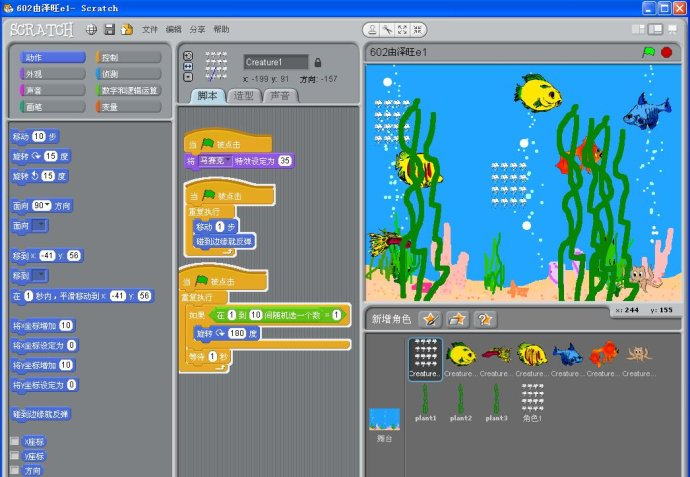 602由泽旺e1- Scratch
SCRATCH 文件 编辑 分享 帮助
动作 控制
外观 侦测
声音 数字和逻辑运算
画笔 变量
移动 10 步
旋转 15 度
旋转 15 度
面向 90 方向
面向
移到 x: -41 y: 56
移到
在 1 秒内，平滑移动到 x: -41 y: 56
将x坐标增加 10
将x坐标设定为 0
将y坐标增加 10
将y坐标设定为 0
碰到边缘就反弹
x座标
y座标
方向
Creature1
x: -199 y: 91 方向: -157
脚本 造型 声音
当 被点击
将 马赛克 特效设定为 35
当 被点击
重复执行
移动 1 步
碰到边缘就反弹
当 被点击
重复执行
如果 在 1 到 10 间随机选一个数 = 1
旋转 180 度
等待 1 秒
602由泽旺e1
x: 244 y: 155
新增角色
Creature... Creature... Creature... Creature... Creature... Creature... Creature...
plant1 plant2 plant3 角色1
舞台